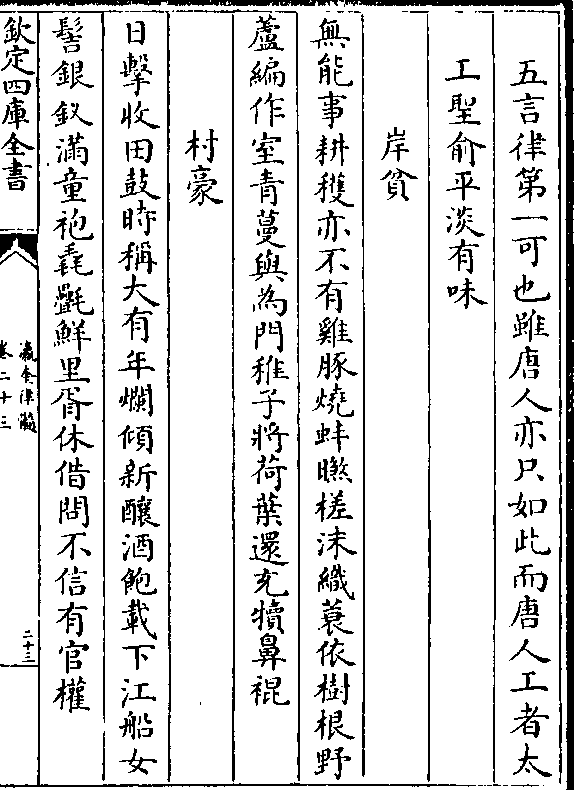 五言律第一可也雖唐人亦只如此而唐人工者太
工聖俞平淡有味
岸貧
無能事耕穫亦不有雞豚燒蚌曬槎沫織蓑依樹根野
蘆編作室青蔓與為門稚子將荷葉還充犢鼻褌
村豪
日擊收田鼓時稱大有年爛傾新釀酒飽載下江船女
髻銀釵滿童袍毳㲲鮮里胥休借問不信有官權
欽定四庫全書
瀛奎律髓
卷二十三
二十三